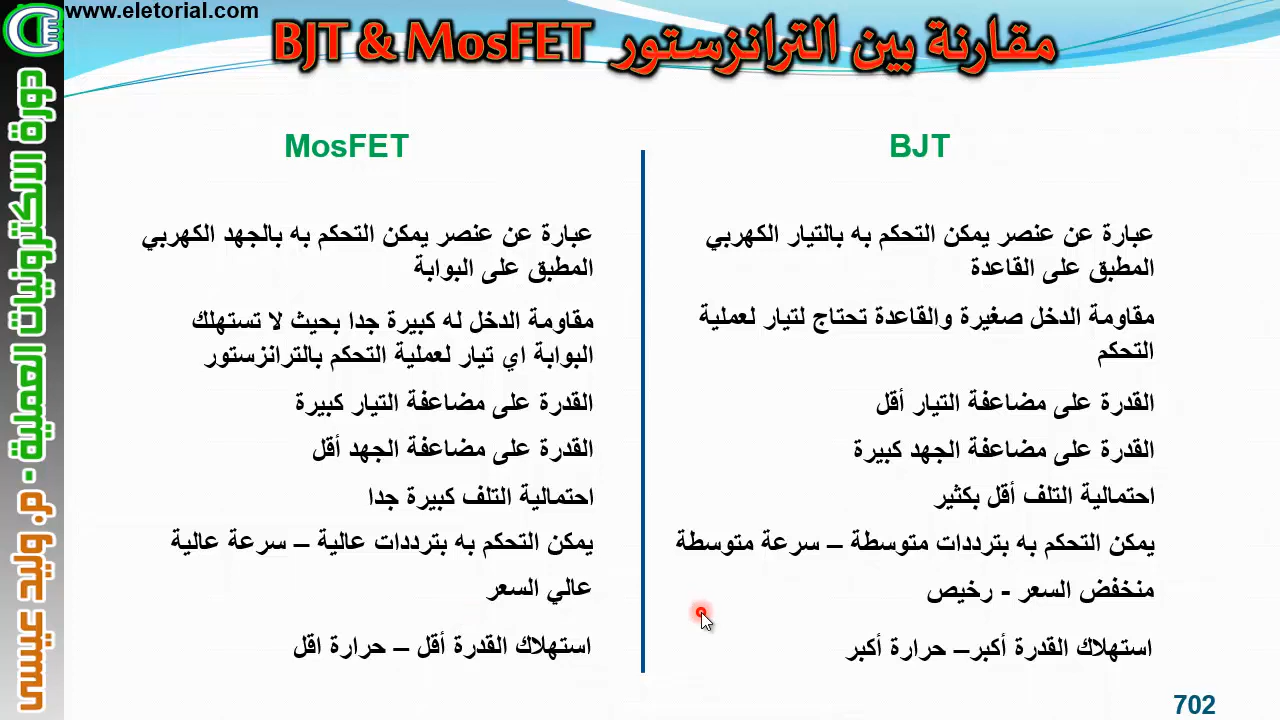 www.eletorial.com
مقارنة بين الترانزستور BJT & MosFET
دورة الالكترونيات العملية - م. وليد عيسى
BJT
عبارة عن عنصر يمكن التحكم به بالتيار الكهربي
المطبق على القاعدة
مقاومة الدخل صغيرة والقاعدة تحتاج لتيار لعملية
التحكم
القدرة على مضاعفة التيار أقل
القدرة على مضاعفة الجهد كبيرة
احتمالية التلف أقل بكثير
يمكن التحكم به بترددات متوسطة – سرعة متوسطة
منخفض السعر - رخيص
استهلاك القدرة أكبر– حرارة أكبر
MosFET
عبارة عن عنصر يمكن التحكم به بالجهد الكهربي
المطبق على البوابة
مقاومة الدخل له كبيرة جدا بحيث لا تستهلك
البوابة اي تيار لعملية التحكم بالترانزستور
القدرة على مضاعفة التيار كبيرة
القدرة على مضاعفة الجهد أقل
احتمالية التلف كبيرة جدا
يمكن التحكم به بترددات عالية – سرعة عالية
عالي السعر
استهلاك القدرة أقل – حرارة اقل
702